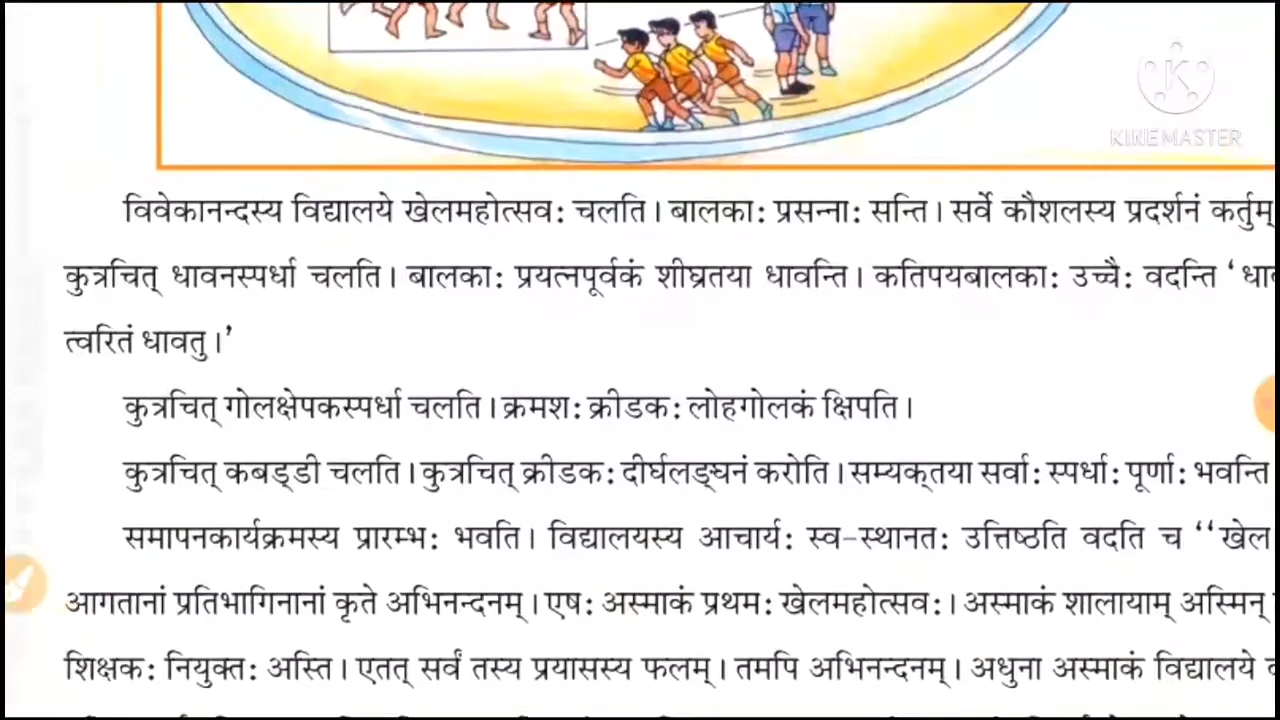 KINEMASTER
विवेकानन्दस्य विद्यालये खेलमहोत्सवः चलति। बालकाः प्रसन्नाः सन्ति। सर्वे कौशलस्य प्रदर्शनं कर्तुम्
कुत्रचित् धावनस्पर्धा चलति। बालकाः प्रयत्नपूर्वकं शीघ्रतया धावन्ति। कतिपयबालकाः उच्चैः वदन्ति ‘
त्वरितं धावतु।’
कुत्रचित् गोलक्षेपकस्पर्धा चलति। क्रमशः क्रीडकः लोहगोलकं क्षिपति।
कुत्रचित् कबड्डी चलति। कुत्रचित् क्रीडकः दीर्घलङ्घनं करोति। सम्यक्तया सर्वाः स्पर्धाः पूर्णाः भवन्ति
समापनकार्यक्रमस्य प्रारम्भः भवति। विद्यालयस्य आचार्यः स्व-स्थानतः उत्तिष्ठति वदति च “खेल
आगतानां प्रतिभागिनानां कृते अभिनन्दनम्। एषः अस्माकं प्रथमः खेलमहोत्सवः। अस्माकं शालायाम् अस्मिन्
शिक्षकः नियुक्तः अस्ति। एतत् सर्वं तस्य प्रयासस्य फलम्। तमपि अभिनन्दनम्। अधुना अस्माकं विद्यालये